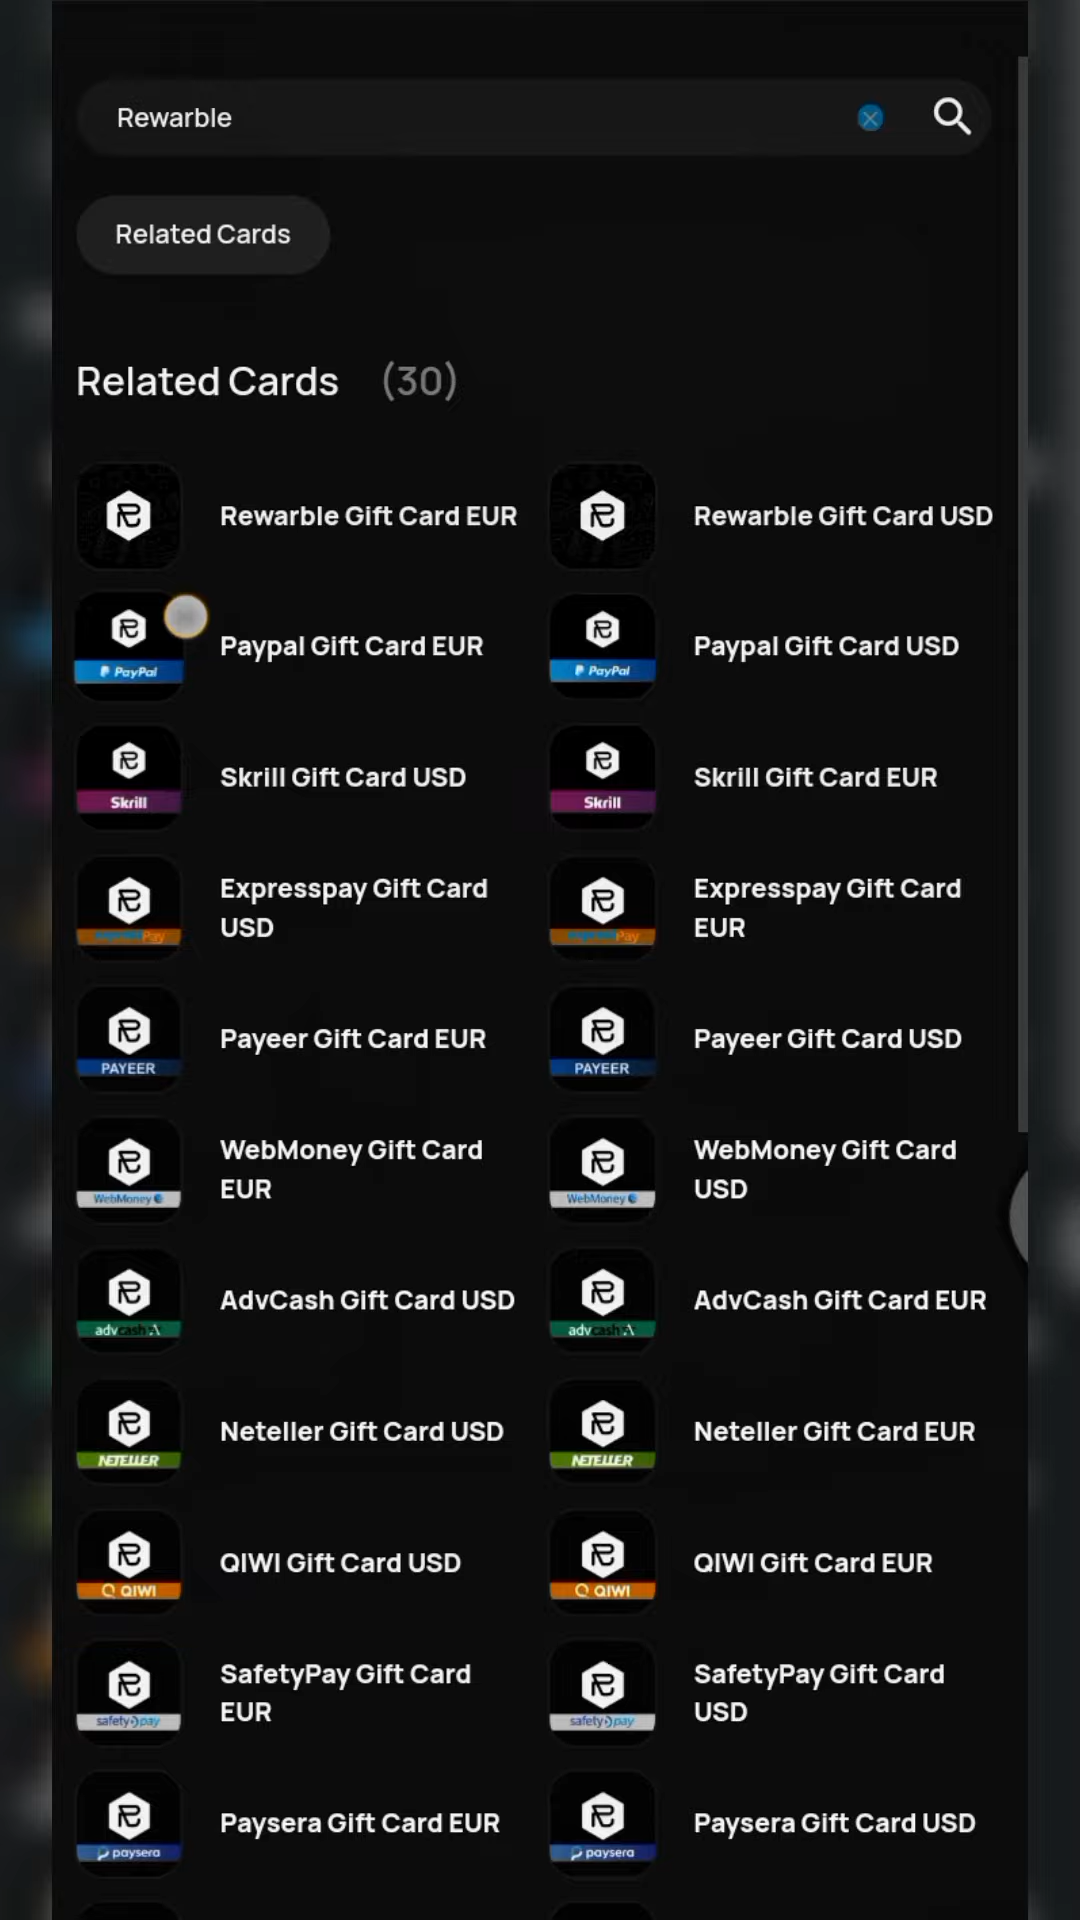 Rewarble
Related Cards
Related Cards (30)
Rewarble Gift Card EUR
Rewarble Gift Card USD
PayPal
Paypal Gift Card EUR
PayPal
Paypal Gift Card USD
Skrill
Skrill Gift Card USD
Skrill
Skrill Gift Card EUR
Pay
Expresspay Gift Card
USD
Pay
Expresspay Gift Card
EUR
PAYEER
Payeer Gift Card EUR
PAYEER
Payeer Gift Card USD
WebMoney
WebMoney Gift Card
EUR
WebMoney
WebMoney Gift Card
USD
advcash
AdvCash Gift Card USD
advcash
AdvCash Gift Card EUR
NETELLER
Neteller Gift Card USD
NETELLER
Neteller Gift Card EUR
QIWI
QIWI Gift Card USD
QIWI
QIWI Gift Card EUR
safetypay
SafetyPay Gift Card
EUR
safetypay
SafetyPay Gift Card
USD
paysera
Paysera Gift Card EUR
paysera
Paysera Gift Card USD